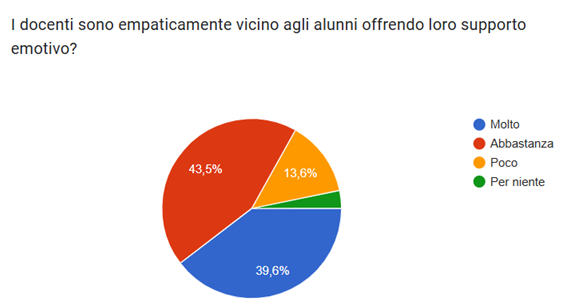 I docenti sono empaticamente vicino agli alunni offrendo loro supporto
emotivo?
Molto
Abbastanza
Poco
Per niente
43,5%
13,6%
39,6%